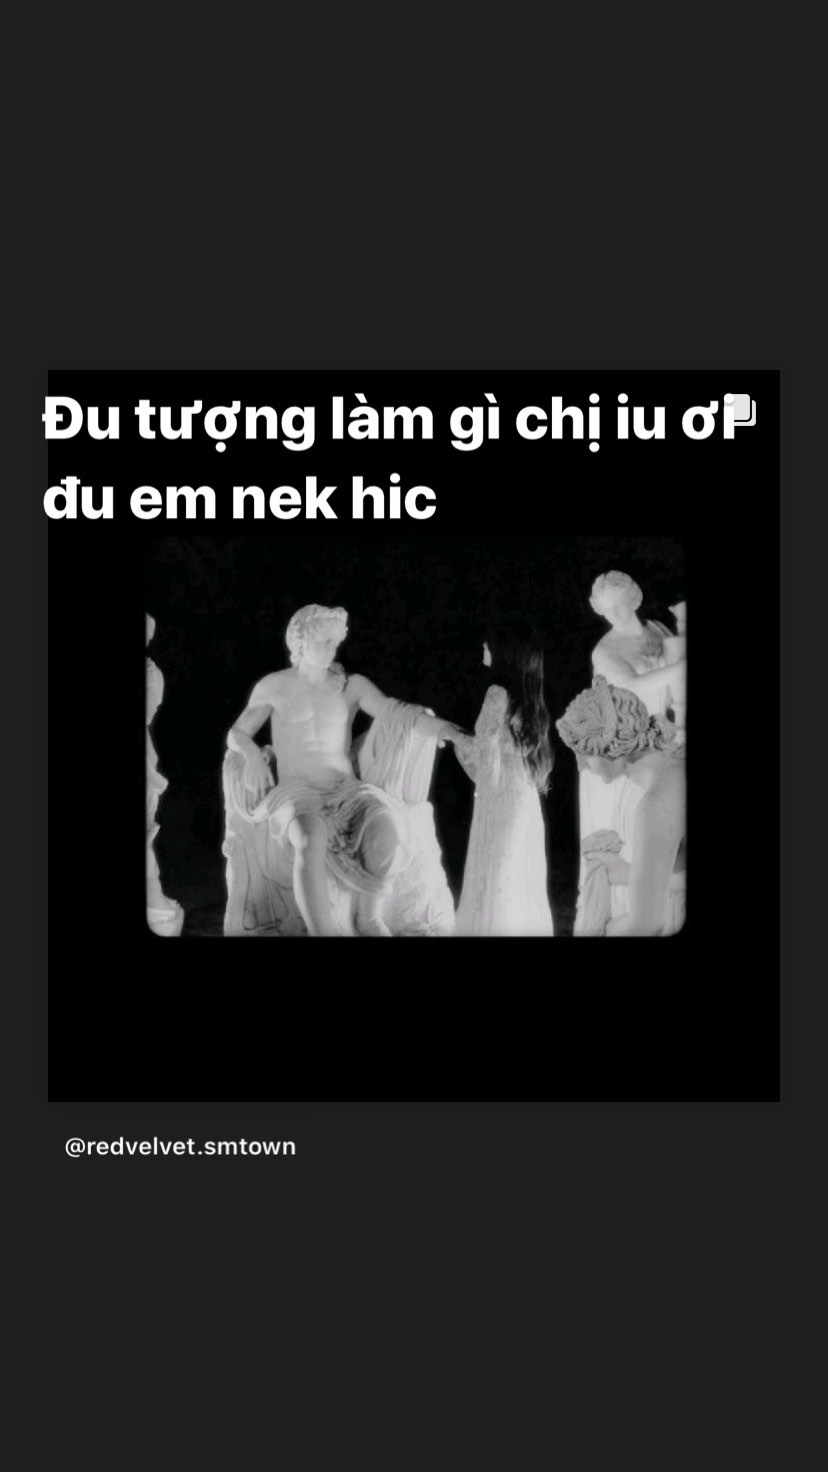 Đu tượng làm gì chị iu ơi
đu em nek hic
@redvelvet.smtown